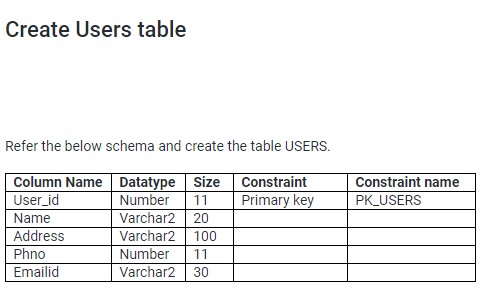 Create Users table
Refer the below schema and create the table USERS.
Column Name Datatype Size Constraint Constraint name
User_id Number 11 Primary key PK_USERS
Name Varchar2 20
Address Varchar2 100
Phno Number 11
Emailid Varchar2 30